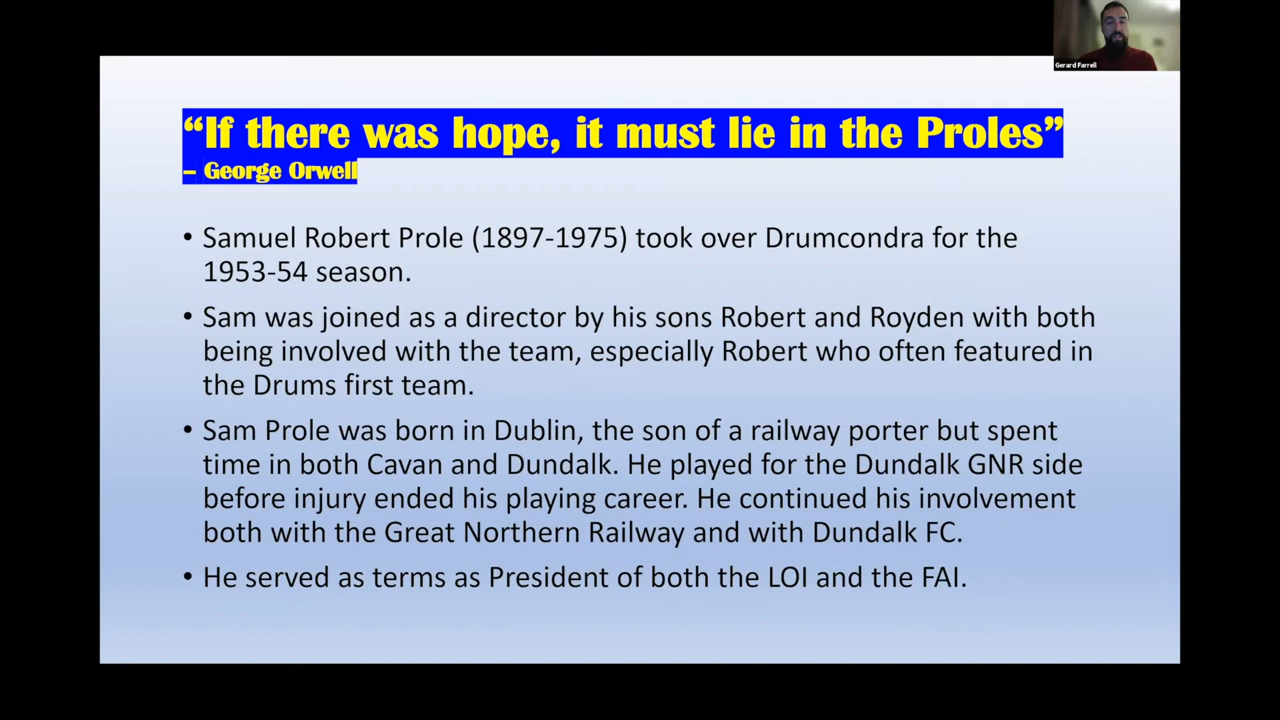 Gerard Farrell
“If there was hope, it must lie in the Proles”
– George Orwell
• Samuel Robert Prole (1897-1975) took over Drumcondra for the
1953-54 season.
• Sam was joined as a director by his sons Robert and Royden with both
being involved with the team, especially Robert who often featured in
the Drums first team.
• Sam Prole was born in Dublin, the son of a railway porter but spent
time in both Cavan and Dundalk. He played for the Dundalk GNR side
before injury ended his playing career. He continued his involvement
both with the Great Northern Railway and with Dundalk FC.
• He served as terms as President of both the LOI and the FAI.